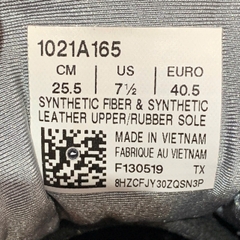 1021A165
CM US EURO
25.5 7½ 40.5
SYNTHETIC FIBER & SYNTHETIC
LEATHER UPPER/RUBBER SOLE
MADE IN VIETNAM
FABRIQUE AU VIETNAM
F130519 TX
8HZCFJY30ZQSN3P